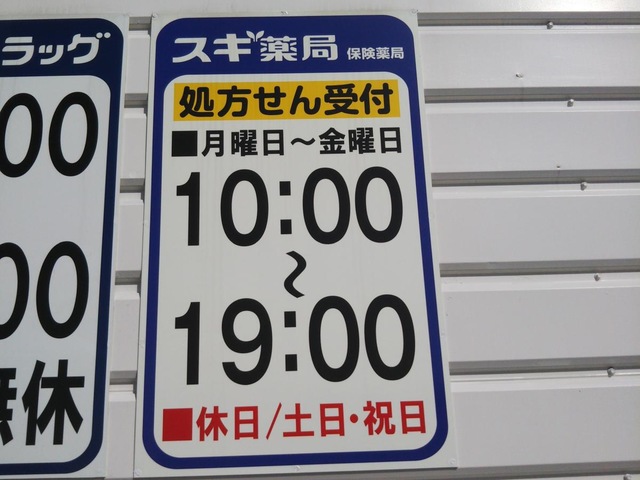 ラッグ
00
00
無休
スギ薬局 保険薬局
処方せん受付
■月曜日～金曜日
10:00
～
19:00
■休日/土日・祝日